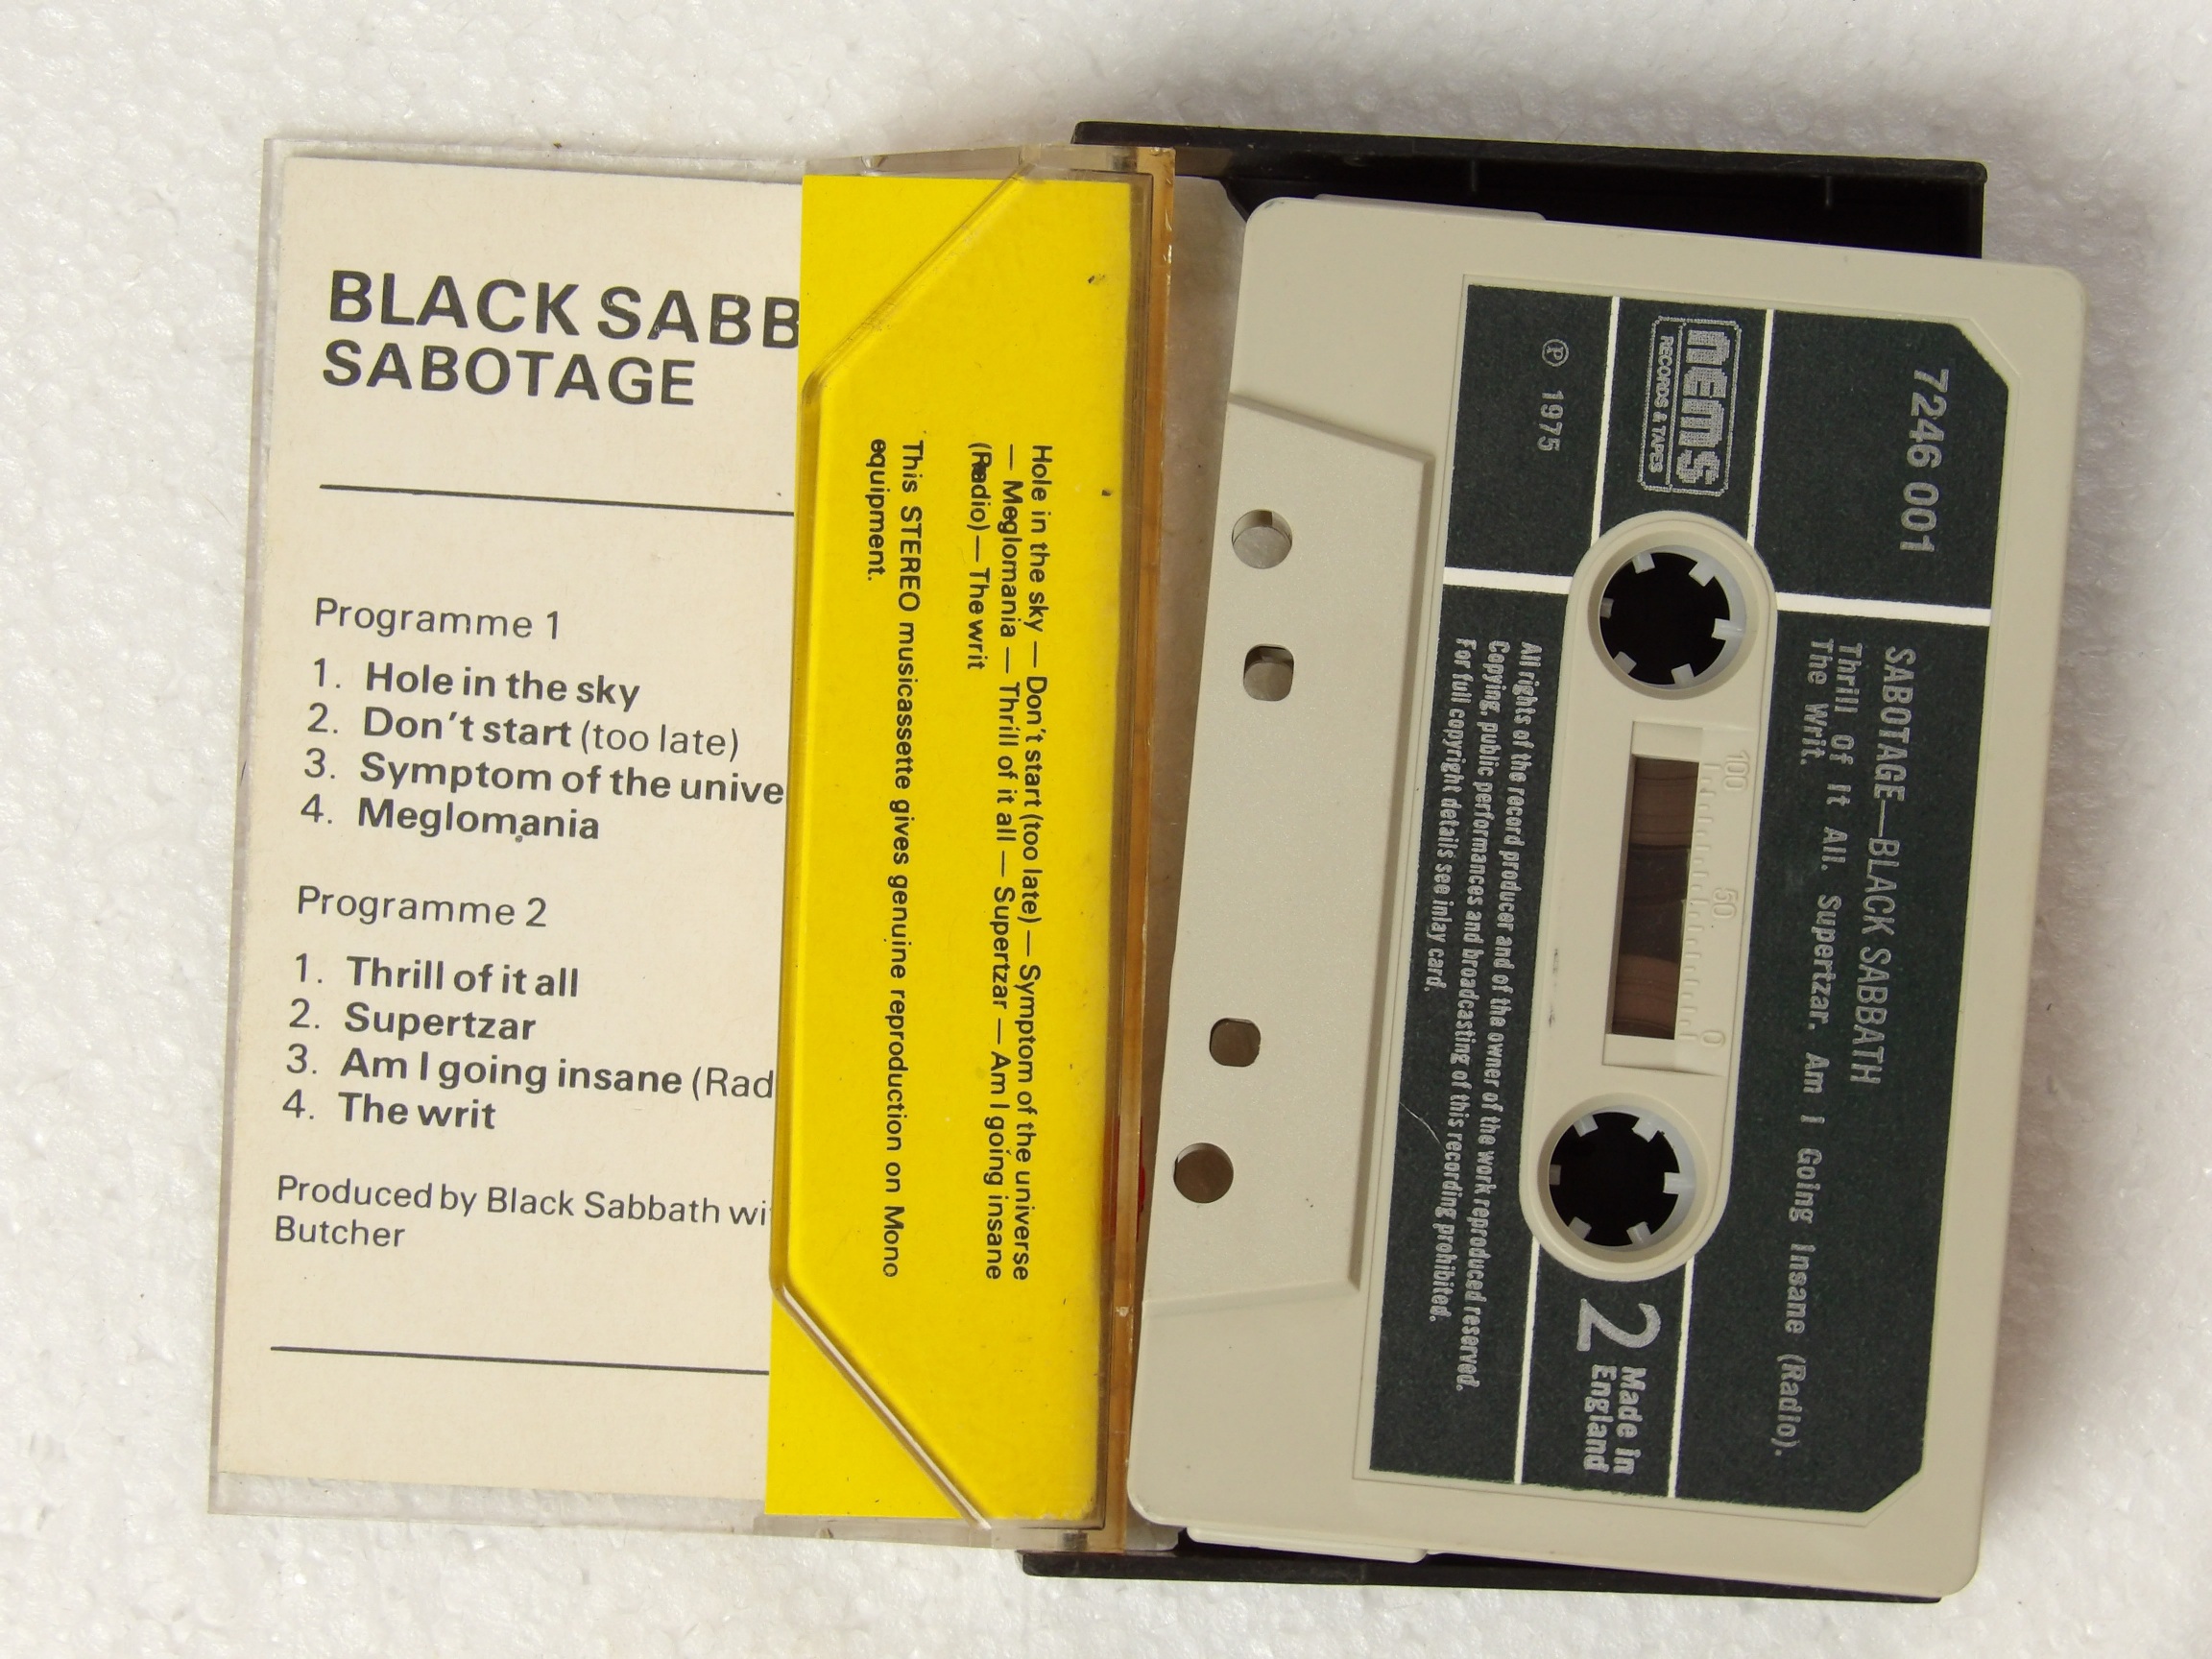 BLACK SABB
SABOTAGE
Programme 1
1. Hole in the sky
2. Don't start (too late)
3. Symptom of the unive
4. Meglomania
Programme 2
1. Thrill of it all
2. Supertzar
3. Am I going insane (Rad
4. The writ
Produced by Black Sabbath wi
Butcher
Hole in the sky — Don't start (too late) — Symptom of the universe
— Meglomania — Thrill of it all — Supertzar — Am I going insane
(Radio) — The writ
This STEREO musicassette gives genuine reproduction on Mono
equipment.
7246 001
nems
RECORDS & TAPES
℗ 1975
SABOTAGE—BLACK SABBATH
Thrill of It All. Supertzar. Am I Going Insane (Radio).
The Writ.
100 50 0
2
Made in
England
All rights of the record producer and of the owner of the work reproduced reserved.
Copying, public performances and broadcasting of this recording prohibited.
For full copyright details see inlay card.